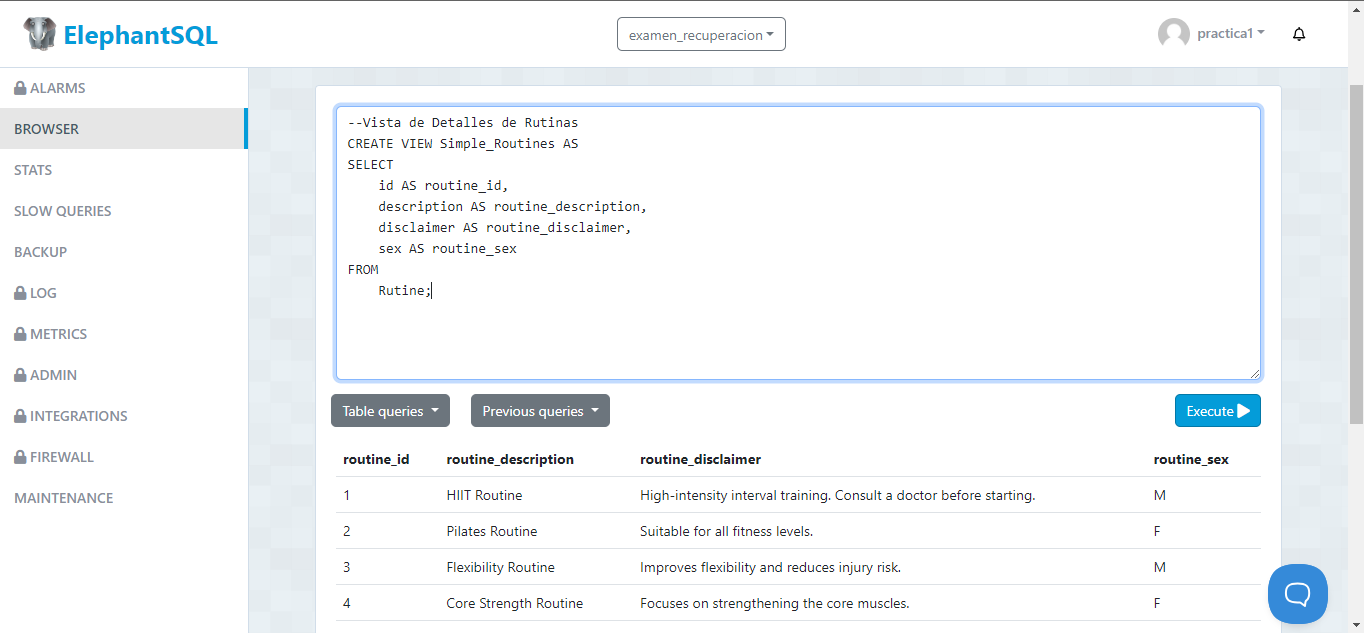 ElephantSQL
examen_recuperacion
practica1
ALARMS
BROWSER
STATS
SLOW QUERIES
BACKUP
LOG
METRICS
ADMIN
INTEGRATIONS
FIREWALL
MAINTENANCE
--Vista de Detalles de Rutinas
CREATE VIEW Simple_Routines AS
SELECT
    id AS routine_id,
    description AS routine_description,
    disclaimer AS routine_disclaimer,
    sex AS routine_sex
FROM
    Rutine;
Table queries Previous queries Execute
routine_id routine_description routine_disclaimer routine_sex
1 HIIT Routine High-intensity interval training. Consult a doctor before starting. M
2 Pilates Routine Suitable for all fitness levels. F
3 Flexibility Routine Improves flexibility and reduces injury risk. M
4 Core Strength Routine Focuses on strengthening the core muscles. F